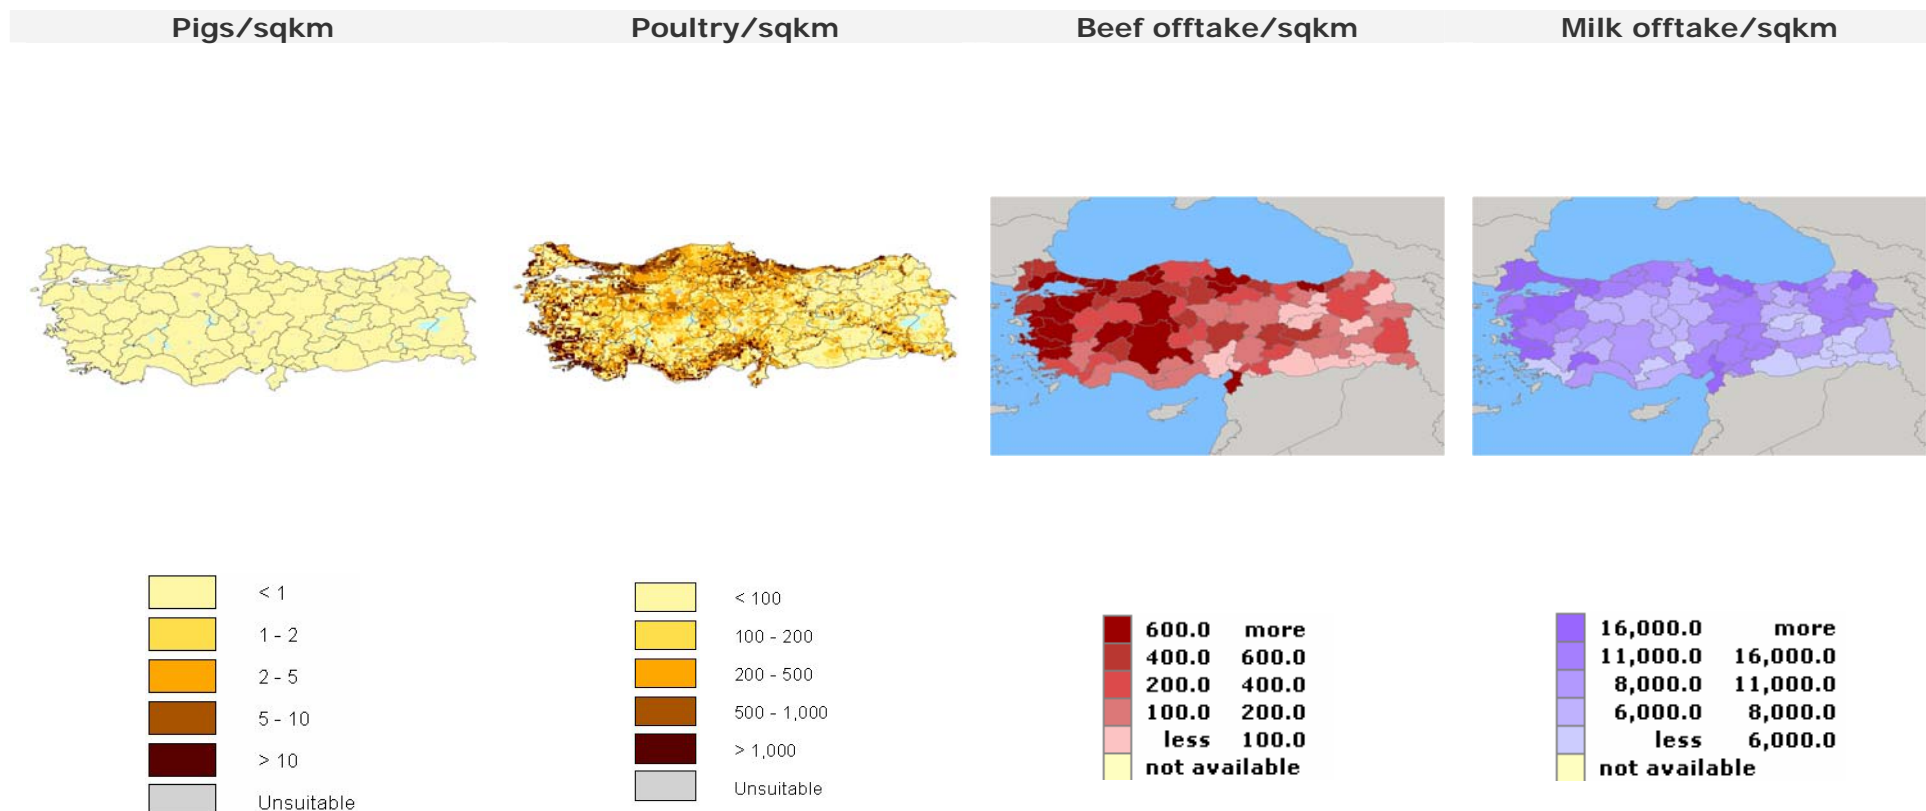 Pigs/sqkm
Poultry/sqkm
Beef offtake/sqkm
Milk offtake/sqkm
< 1
1 - 2
2 - 5
5 - 10
> 10
Unsuitable
< 100
100 - 200
200 - 500
500 - 1,000
> 1,000
Unsuitable
600.0 more
400.0 600.0
200.0 400.0
100.0 200.0
less 100.0
not available
16,000.0 more
11,000.0 16,000.0
8,000.0 11,000.0
6,000.0 8,000.0
less 6,000.0
not available